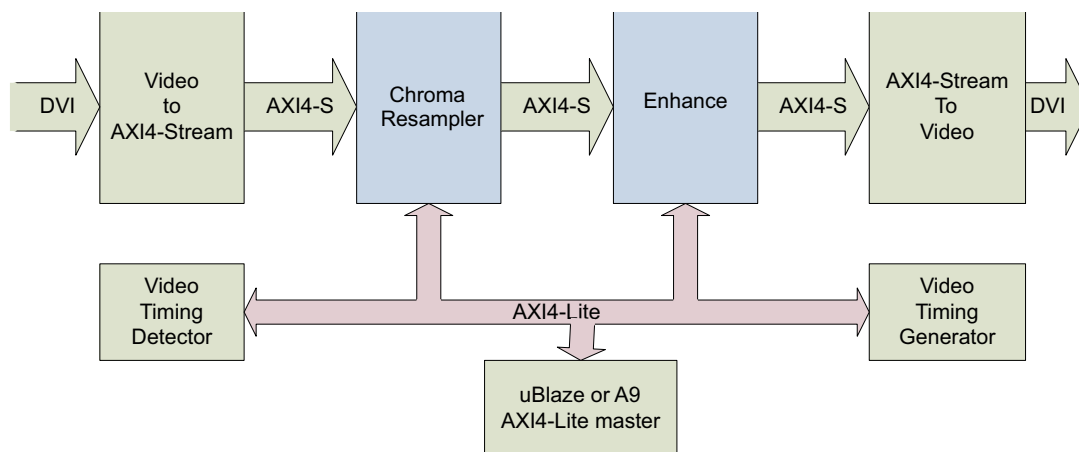 DVI
Video
to
AXI4-Stream
AXI4-S
Chroma
Resampler
AXI4-S
Enhance
AXI4-S
AXI4-Stream
To
Video
DVI
Video
Timing
Detector
AXI4-Lite
Video
Timing
Generator
uBlaze or A9
AXI4-Lite master